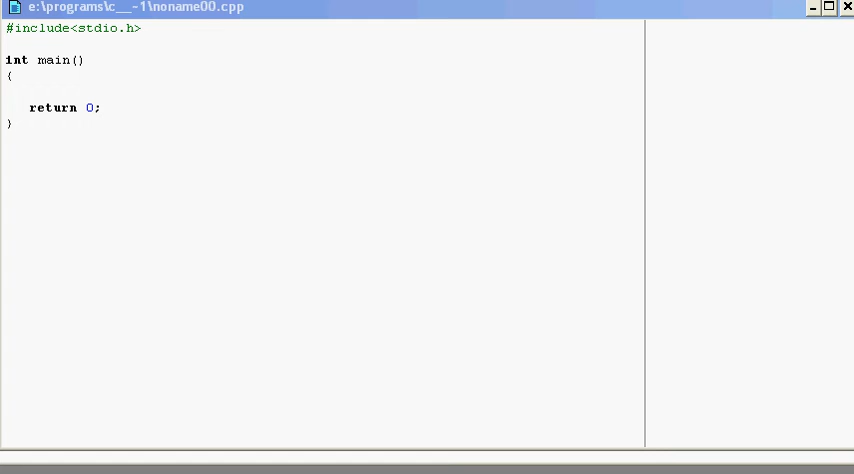 e:\programs\c__-1\noname00.cpp
#include<stdio.h>
int main()
{
return 0;
}